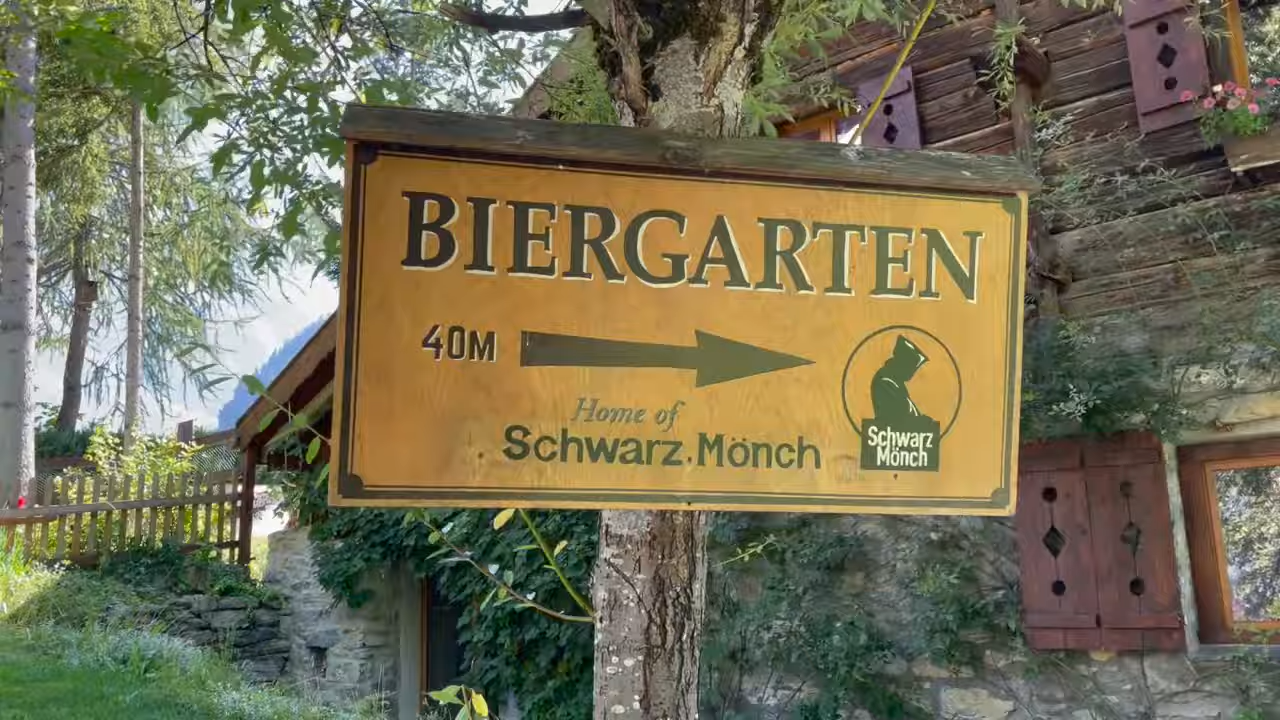 BIERGARTEN
40M
Home of
Schwarz.Mönch
Schwarz
Mönch